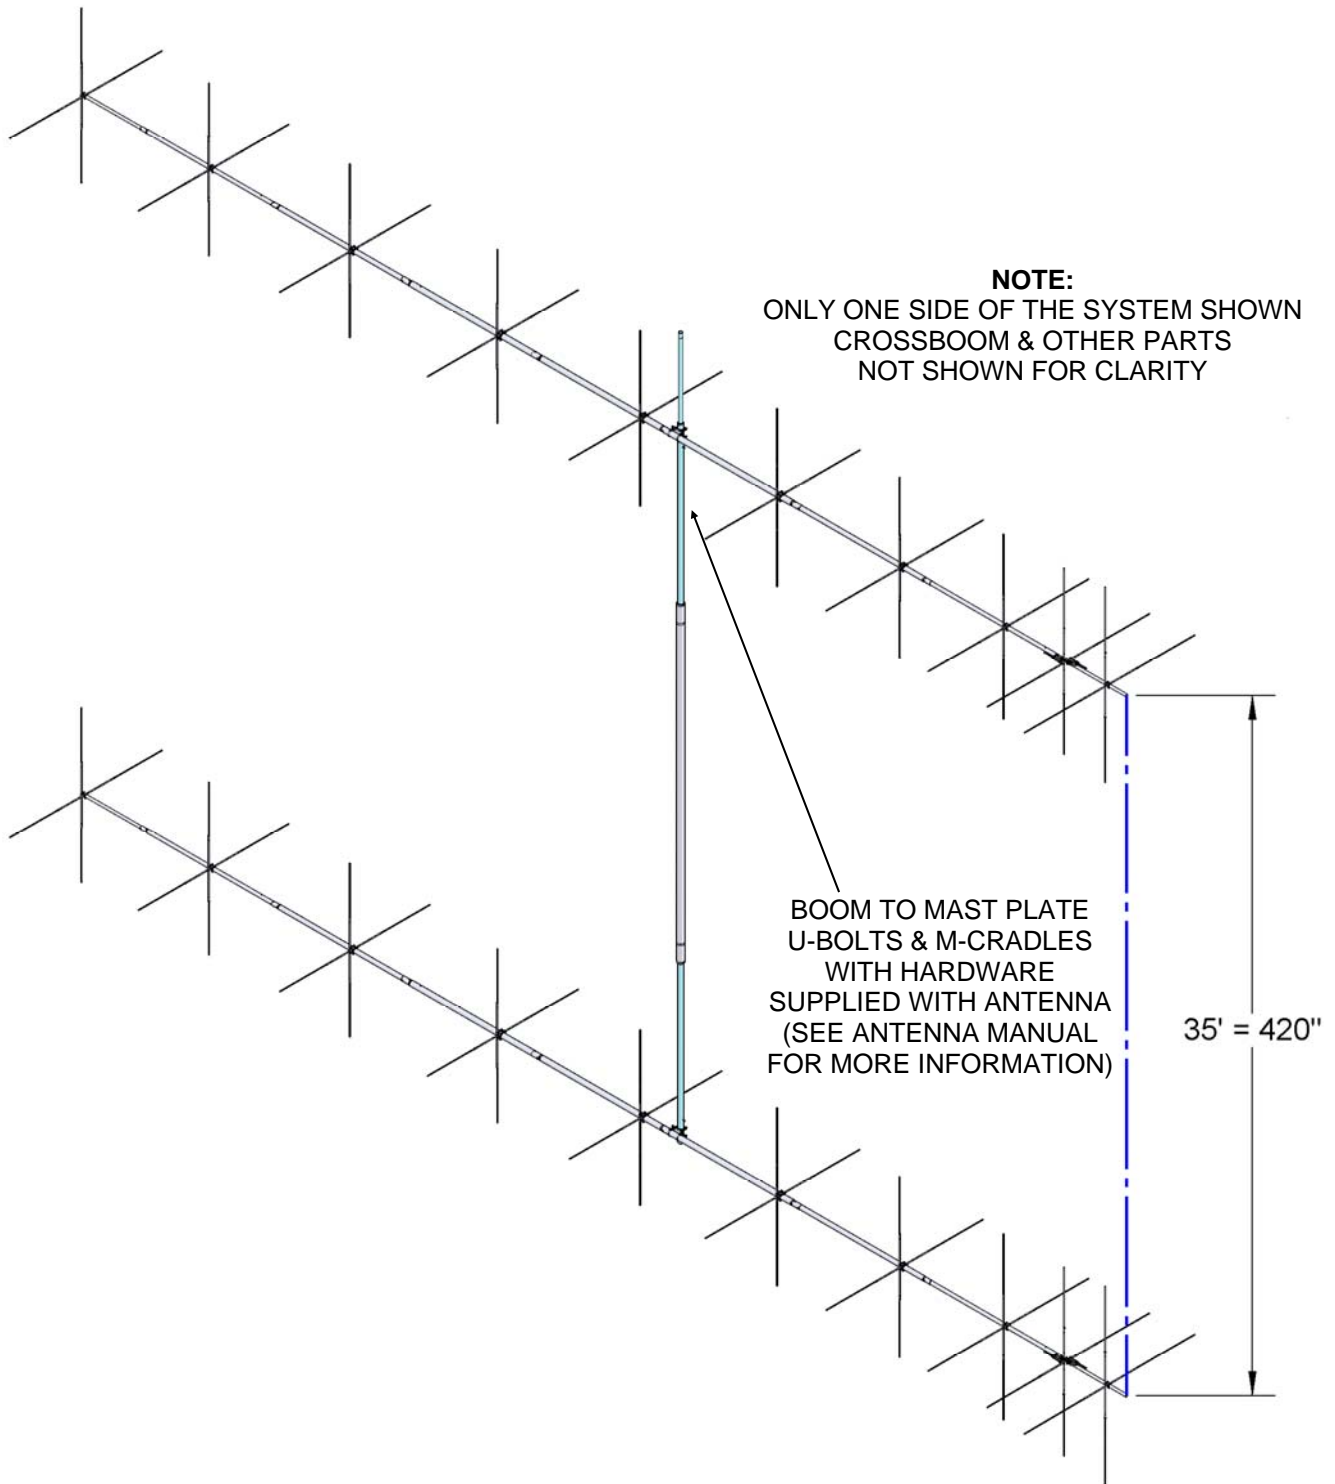 NOTE:
ONLY ONE SIDE OF THE SYSTEM SHOWN
CROSSBOOM & OTHER PARTS
NOT SHOWN FOR CLARITY
BOOM TO MAST PLATE
U-BOLTS & M-CRADLES
WITH HARDWARE
SUPPLIED WITH ANTENNA
(SEE ANTENNA MANUAL
FOR MORE INFORMATION)
35' = 420"